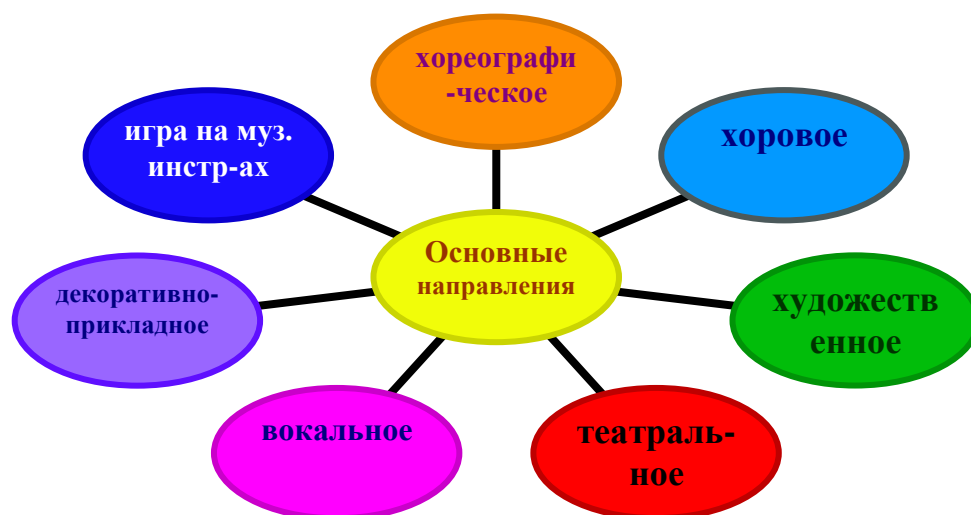 хореографи
-ческое
игра на муз.
инстр-ах
хоровое
Основные
направления
декоративно-
прикладное
художеств
енное
вокальное
театраль-
ное